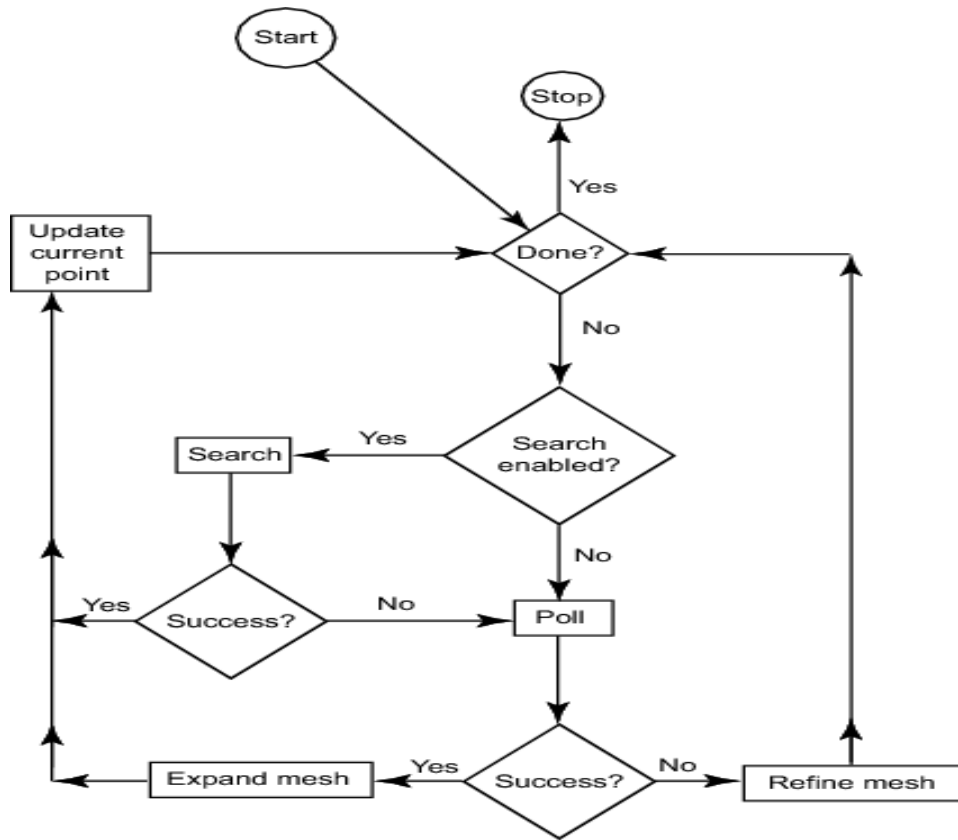 Start
Stop
Yes
Update
current
point
Done?
No
Yes
Search
Search
enabled?
No
Yes
Success?
No
Poll
Expand mesh
Yes
Success?
No
Refine mesh